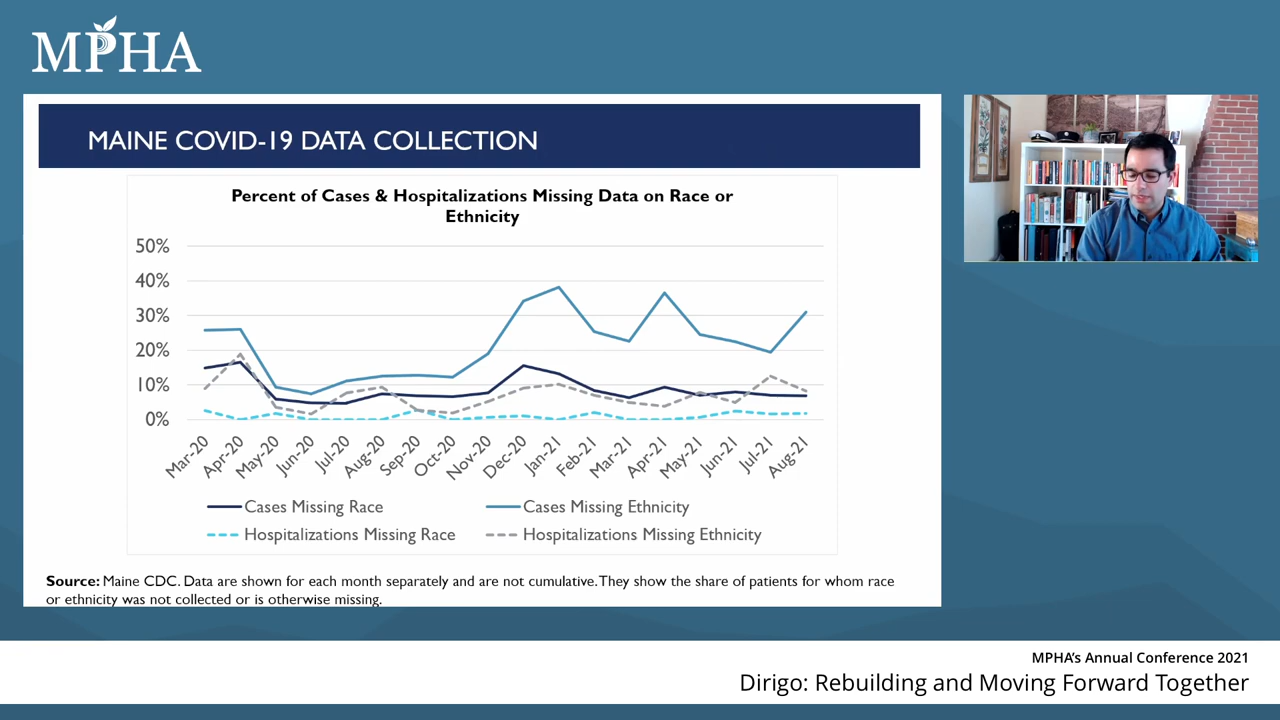 MPHA
MAINE COVID-19 DATA COLLECTION
Percent of Cases & Hospitalizations Missing Data on Race or
Ethnicity
50%
40%
30%
20%
10%
0%
Mar-20
Apr-20
May-20
Jun-20
Jul-20
Aug-20
Sep-20
Oct-20
Nov-20
Dec-20
Jan-21
Feb-21
Mar-21
Apr-21
May-21
Jun-21
Jul-21
Aug-21
Cases Missing Race
Cases Missing Ethnicity
Hospitalizations Missing Race
Hospitalizations Missing Ethnicity
Source: Maine CDC. Data are shown for each month separately and are not cumulative. They show the share of patients for whom race
or ethnicity was not collected or is otherwise missing.
MPHA's Annual Conference 2021
Dirigo: Rebuilding and Moving Forward Together